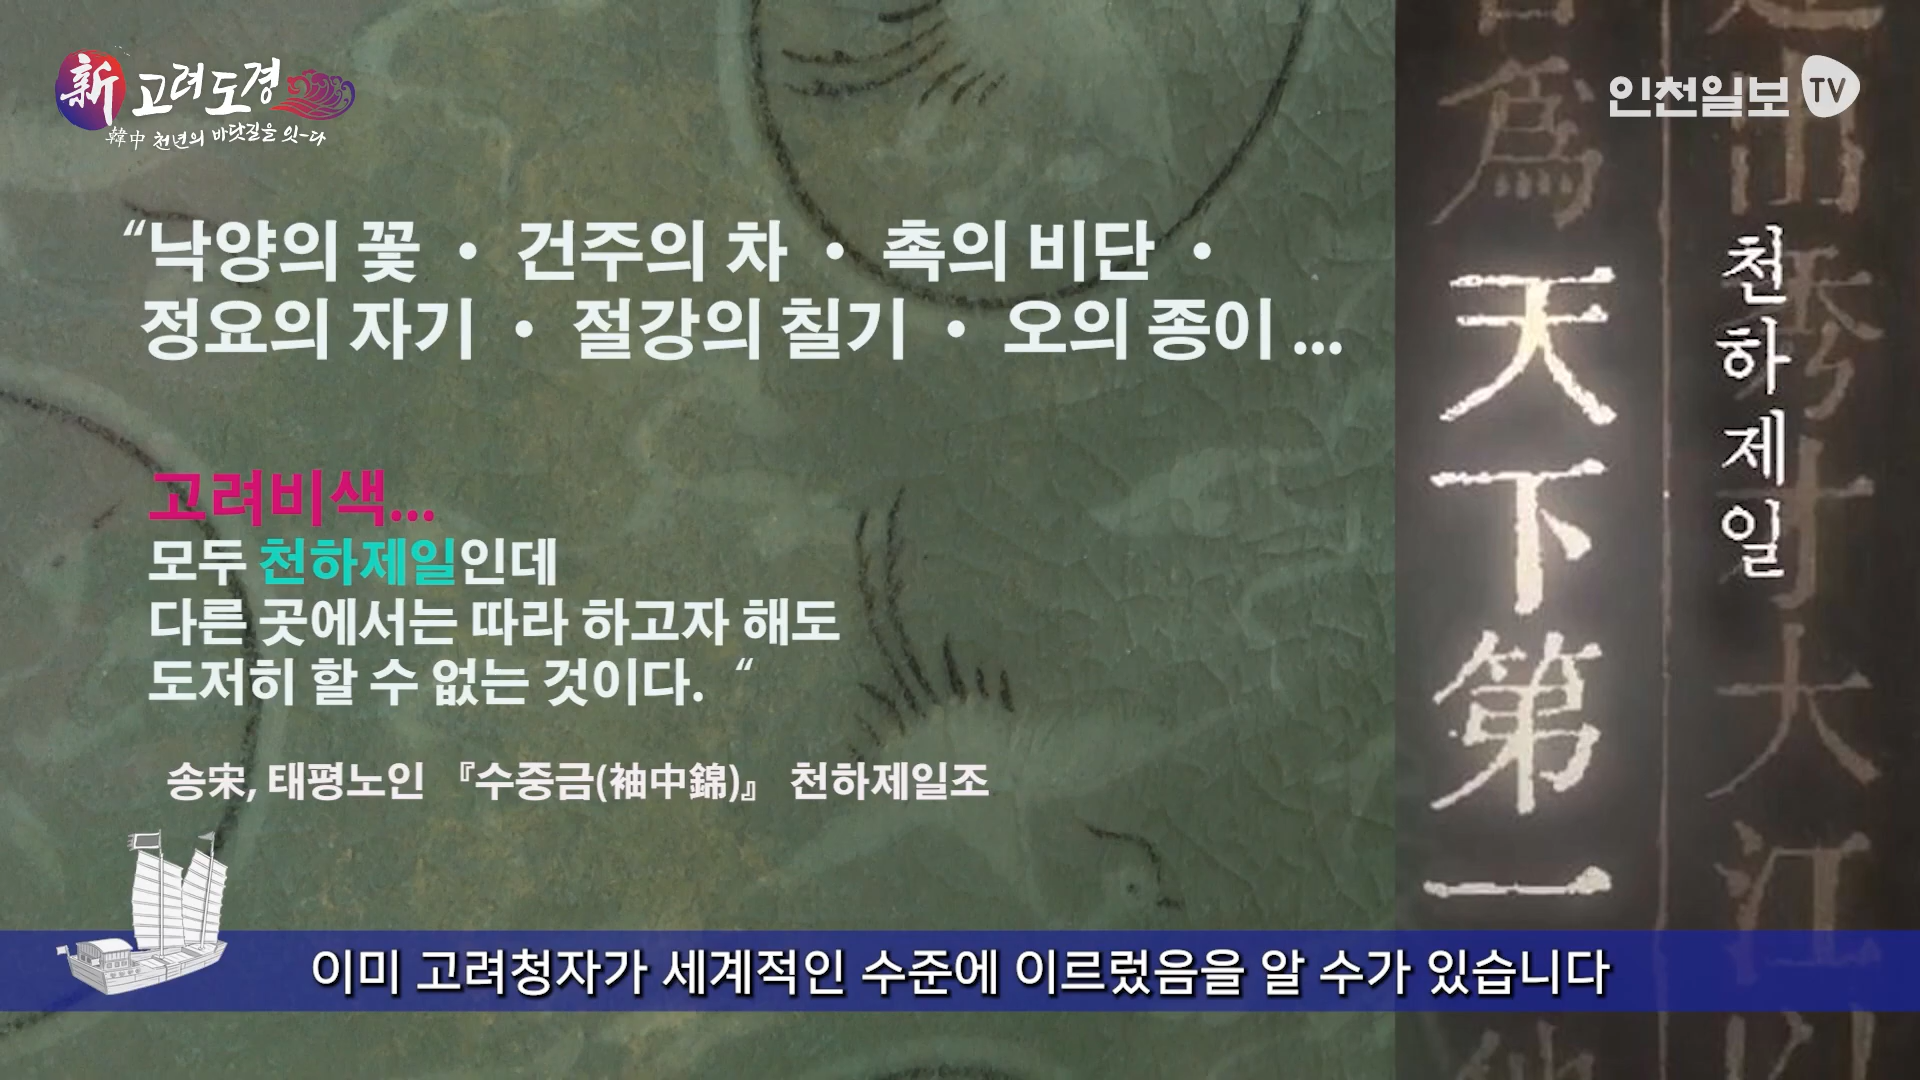 新 고려도경
韓中 천년의 바닷길을 잇-다
인천일보 TV
“낙양의 꽃 • 건주의 차 • 촉의 비단 •
정요의 자기 • 절강의 칠기 • 오의 종이 ...
고려비색...
모두 천하제일인데
다른 곳에서는 따라 하고자 해도
도저히 할 수 없는 것이다. “
송宋, 태평노인 『수중금(袖中錦)』 천하제일조
천하제일
爲天下第一
山秀才大江
이미 고려청자가 세계적인 수준에 이르렀음을 알 수가 있습니다